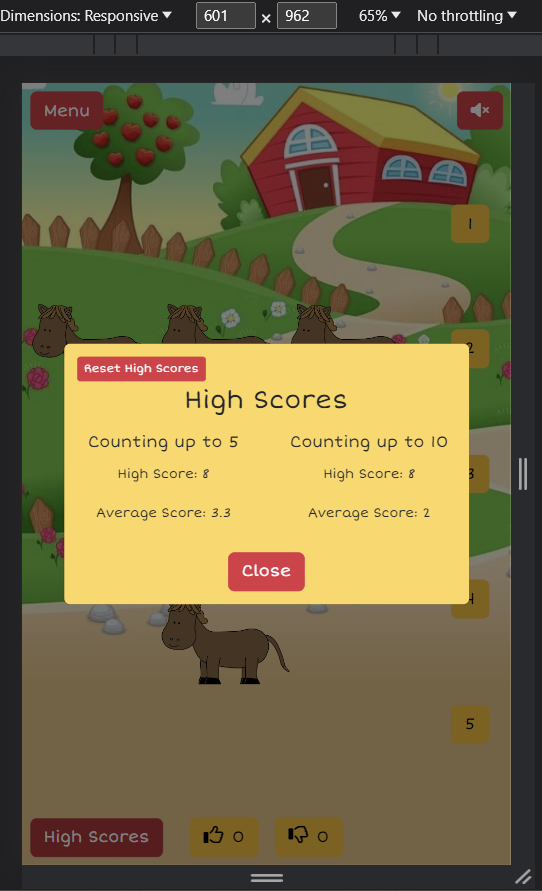 Dimensions: Responsive 601 × 962 65% No throttling
Menu
1
2
Reset High Scores
High Scores
Counting up to 5 Counting up to 10
High Score: 8 High Score: 8
3
Average Score: 3.3 Average Score: 2
Close
4
5
High Scores 0 0